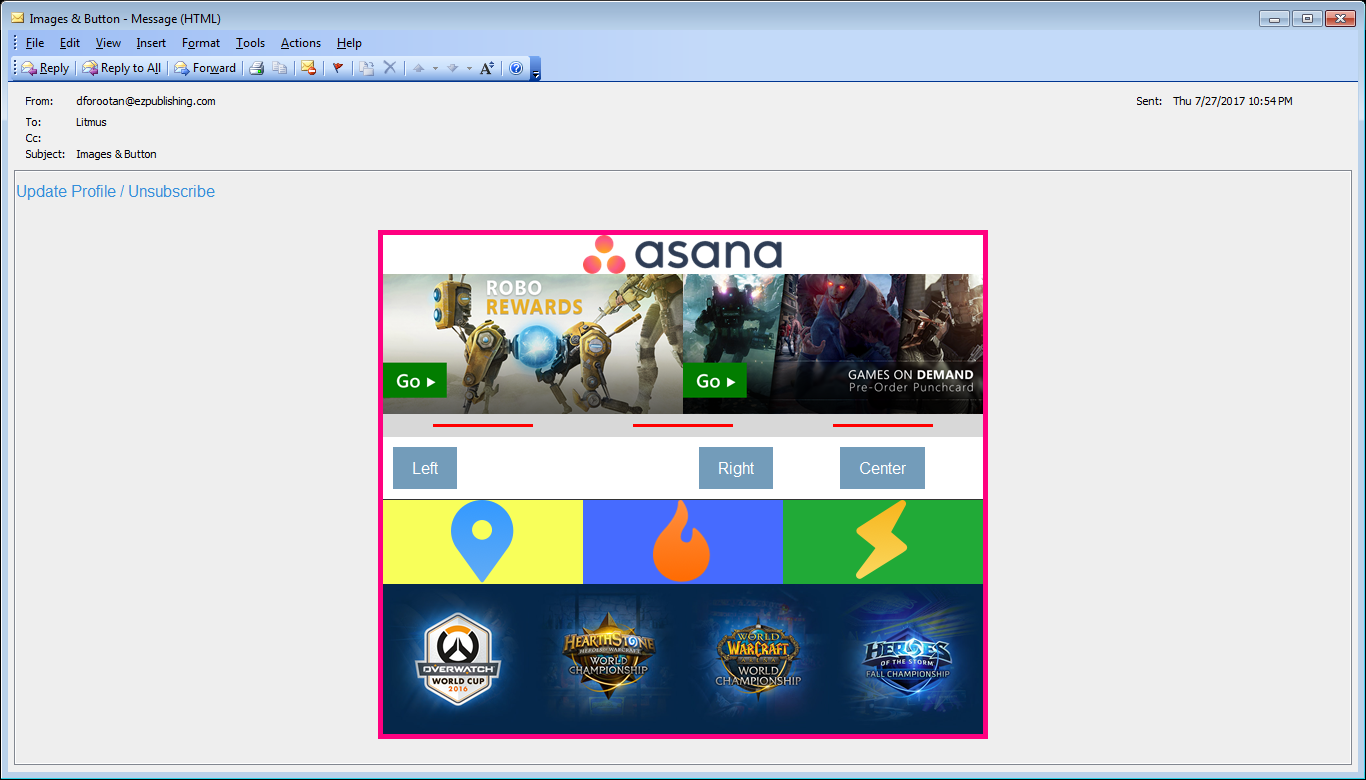 Images & Button - Message (HTML)
File Edit View Insert Format Tools Actions Help
Reply Reply to All Forward
From: dforootan@ezpublishing.com Sent: Thu 7/27/2017 10:54 PM
To: Litmus
Cc:
Subject: Images & Button
Update Profile / Unsubscribe
asana
ROBO
REWARDS
Go
Go
GAMES ON DEMAND
Pre-Order Punchcard
Left Right Center
OVERWATCH
WORLD CUP
2016
HEARTHSTONE
HEROES OF WARCRAFT
WORLD
CHAMPIONSHIP
WORLD
WARCRAFT
WORLD
CHAMPIONSHIP
HEROES
OF THE STORM
FALL CHAMPIONSHIP